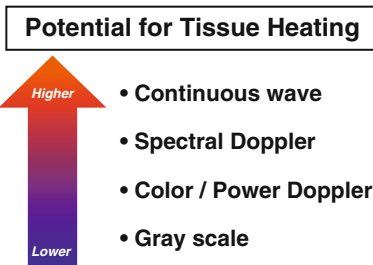 Potential for Tissue Heating
Higher
• Continuous wave
• Spectral Doppler
• Color / Power Doppler
• Gray scale
Lower